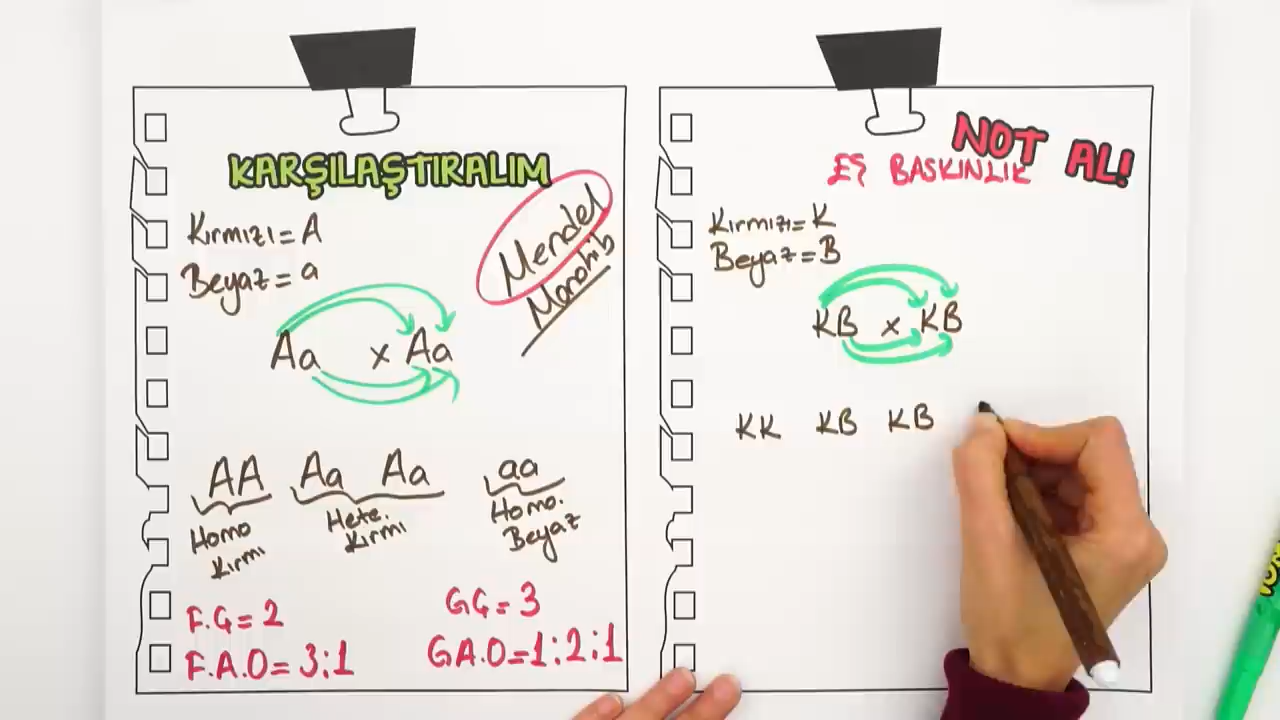 KARŞILAŞTIRALIM
Kırmızı = A
Beyaz = a
Mendel
Monohib
Aa x Aa
AA Aa Aa aa
Homo Kırmı
Hete. Kırmı
Homo. Beyaz
F.Ç = 2
F.A.O = 3:1
GÇ = 3
GA.O = 1:2:1
NOT AL!
EŞ BASKINLIK
Kırmızı = K
Beyaz = B
KB x KB
KK KB KB